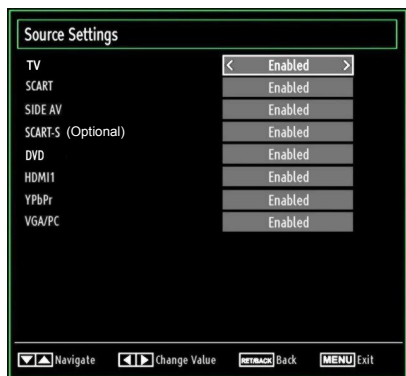 Source Settings
TV < Enabled >
SCART Enabled
SIDE AV Enabled
SCART-S (Optional) Enabled
DVD Enabled
HDMI1 Enabled
YPbPr Enabled
VGA/PC Enabled
Navigate Change Value RET/BACK Back MENU Exit